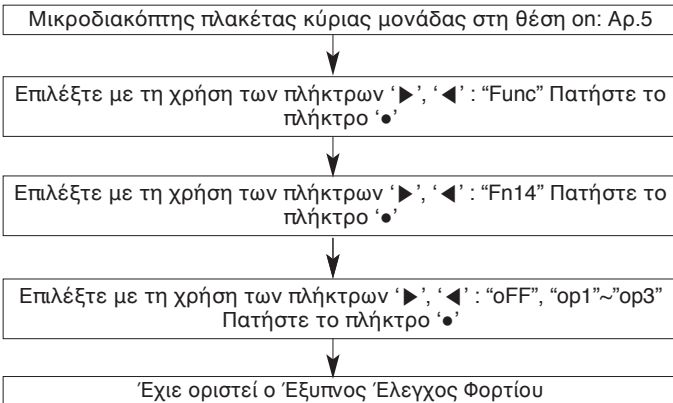 Μικροδιακόπτης πλακέτας κύριας μονάδας στη θέση on: Αρ.5
Επιλέξτε με τη χρήση των πλήκτρων ‘▶’, ‘◀’ : “Func” Πατήστε το
πλήκτρο ‘●’
Επιλέξτε με τη χρήση των πλήκτρων ‘▶’, ‘◀’ : “Fn14” Πατήστε το
πλήκτρο ‘●’
Επιλέξτε με τη χρήση των πλήκτρων ‘▶’, ‘◀’ : “oFF”, “op1”~”op3”
Πατήστε το πλήκτρο ‘●’
Έχιε οριστεί ο Έξυπνος Έλεγχος Φορτίου